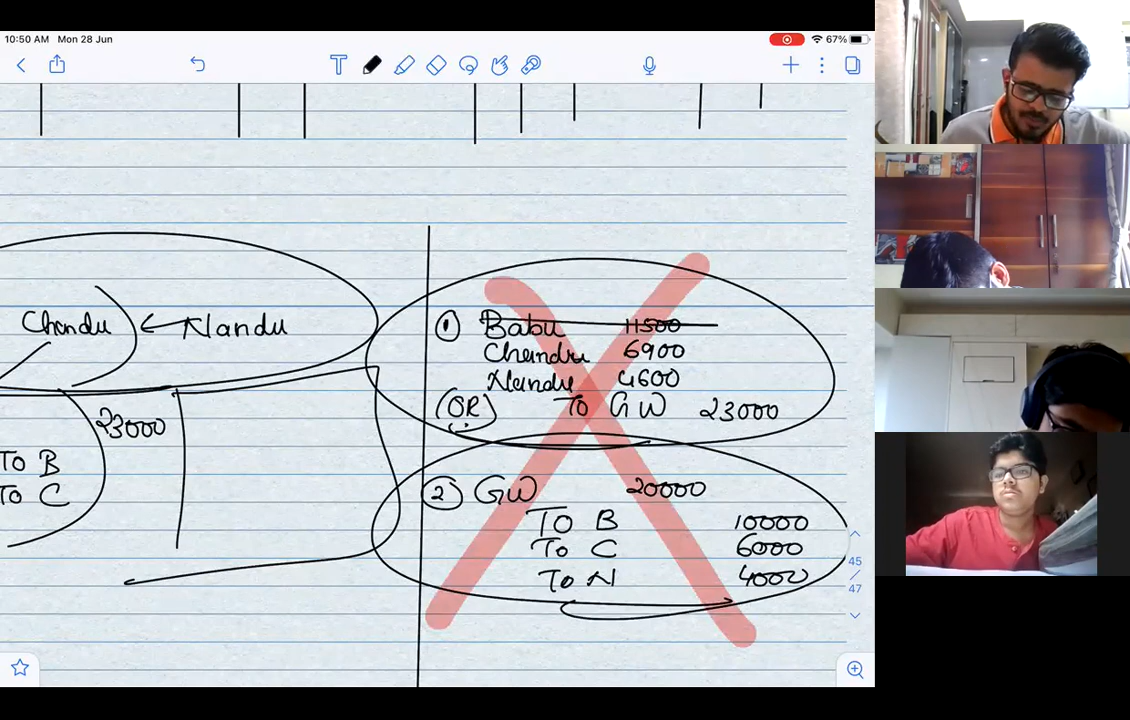 10:50 AM Mon 28 Jun
67%
Chandu ← Nandu
23000
To B
To C
① Babu 11500
Chandu 6900
Nandu 4600
(OR) To GW 23000
② GW 20000
To B 10000
To C 6000
To N 4000
45
/
47